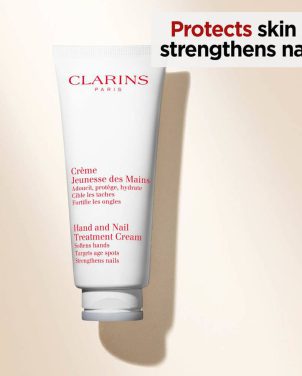 Protects skin
strengthens na
CLARINS
PARIS
Crème
Jeunesse des Mains
Adoucit, protège, hydrate
Cible les taches
Fortifie les ongles
Hand and Nail
Treatment Cream
Softens hands
Targets age spots
Strengthens nails